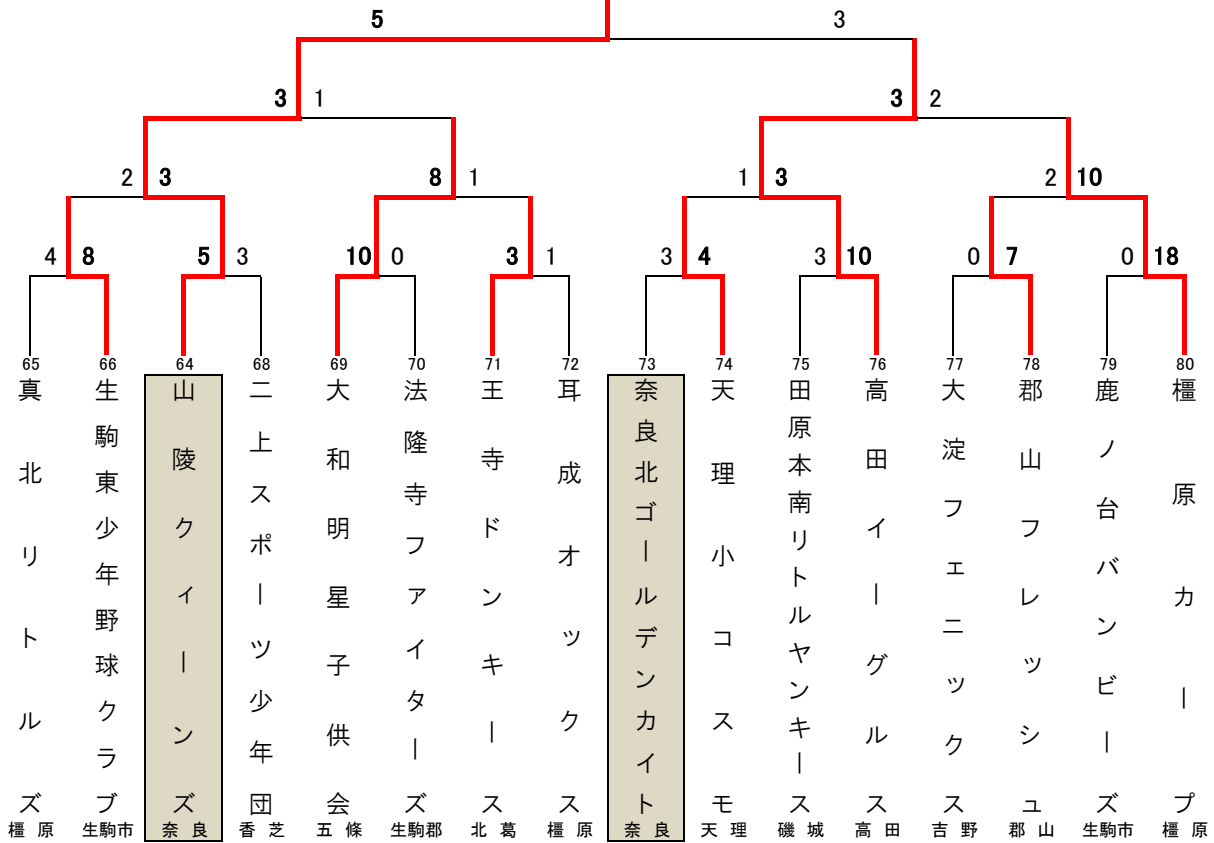 5 3
3 1 3 2
2 3 8 1 1 3 2 10
4 8 5 3 10 0 3 1 3 4 3 10 0 7 0 18
65 66 64 68 69 70 71 72 73 74 75 76 77 78 79 80
真北リトルズ
生駒東少年野球クラブ
山陵クィーンズ
二上スポーツ少年団
大和明星子供会
法隆寺ファイターズ
王寺ドンキース
耳成オックス
奈良北ゴールデンカイト
天理小コスモ
田原本南リトルヤンキース
高田イーグルス
大淀フェニックス
郡山フレッシュ
鹿ノ台バンビーズ
橿原カープ
橿原 生駒市 奈良 香芝 五條 生駒郡 北葛 橿原 奈良 天理 磯城 高田 吉野 郡山 生駒市 橿原